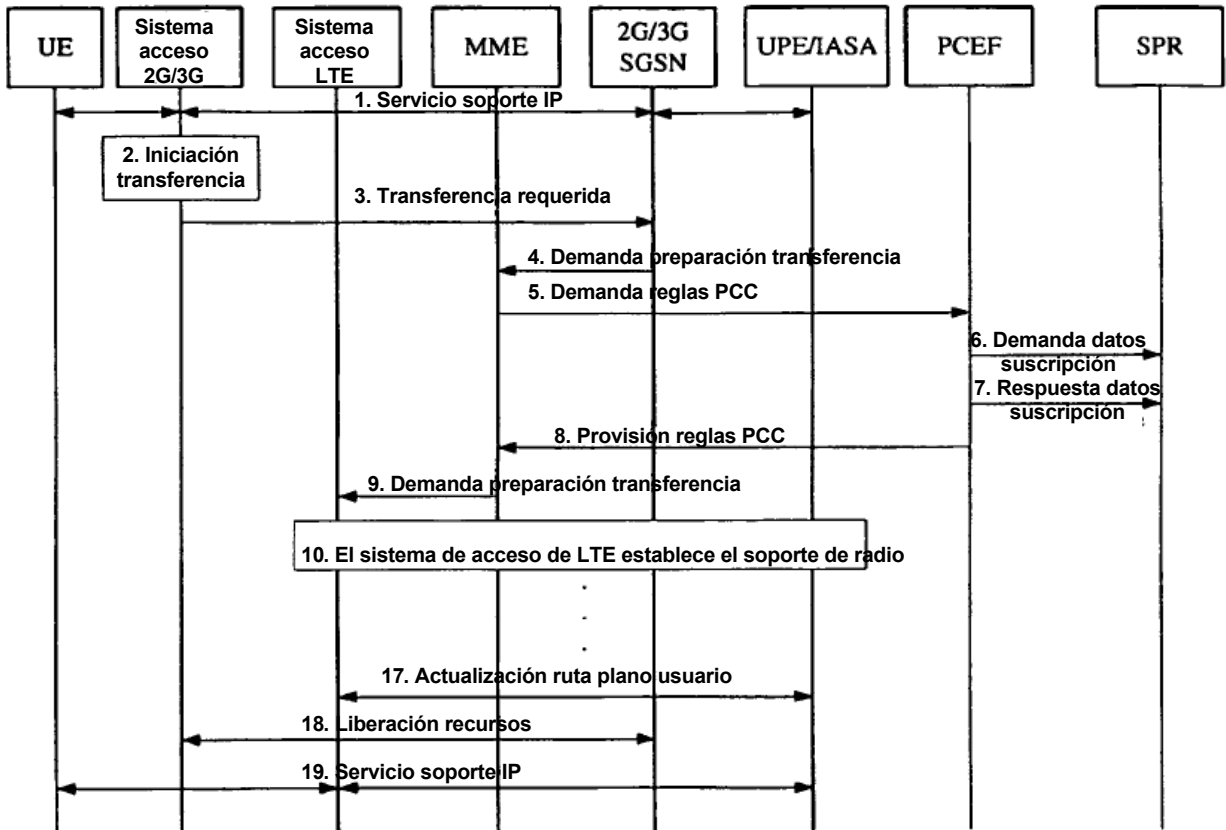 UE
Sistema
acceso
2G/3G
Sistema
acceso
LTE
MME
2G/3G
SGSN
UPE/IASA
PCEF
SPR
1. Servicio soporte IP
2. Iniciación
transferencia
3. Transferencia requerida
4. Demanda preparación transferencia
5. Demanda reglas PCC
6. Demanda datos
suscripción
7. Respuesta datos
suscripción
8. Provisión reglas PCC
9. Demanda preparación transferencia
10. El sistema de acceso de LTE establece el soporte de radio
17. Actualización ruta plano usuario
18. Liberación recursos
19. Servicio soporte IP